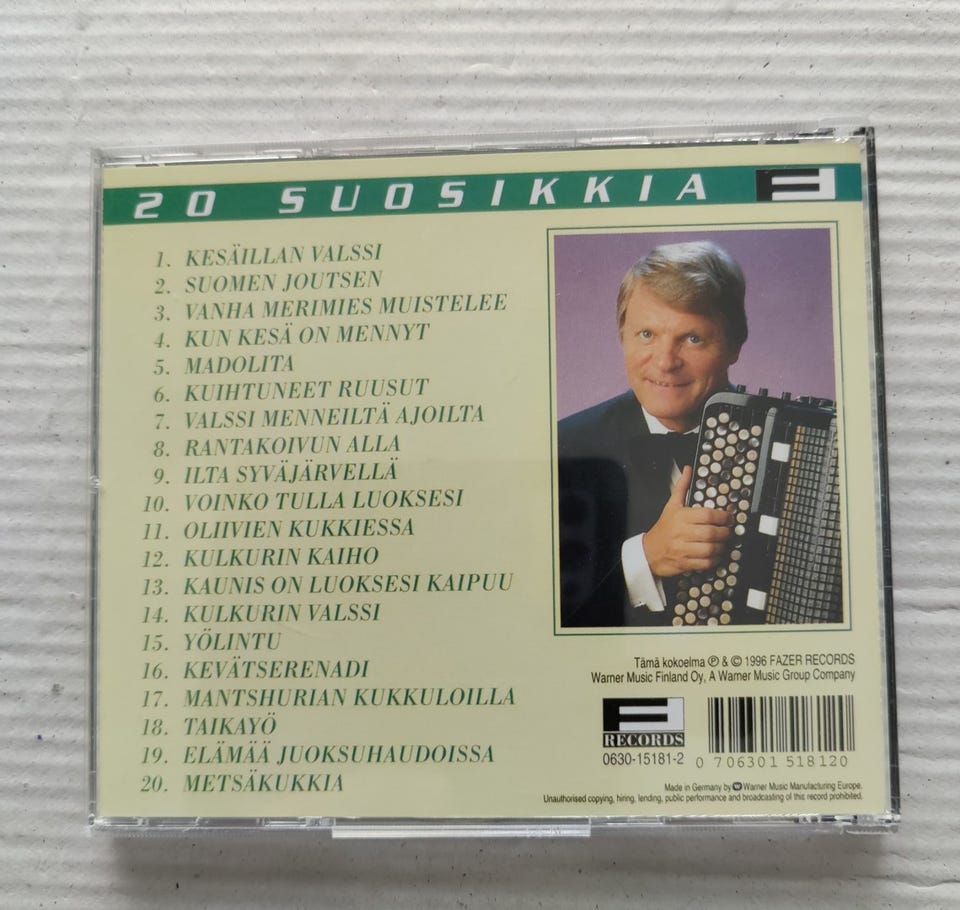 20 SUOSIKKIA F
1. KESÄILLAN VALSSI
2. SUOMEN JOUTSEN
3. VANHA MERIMIES MUISTELEE
4. KUN KESÄ ON MENNYT
5. MADOLITA
6. KUIHTUNEET RUUSUT
7. VALSSI MENNEILTÄ AJOILTA
8. RANTAKOIVUN ALLA
9. ILTA SYVÄJÄRVELLÄ
10. VOINKO TULLA LUOKSESI
11. OLIIVIEN KUKKIESSA
12. KULKURIN KAIHO
13. KAUNIS ON LUOKSESI KAIPUU
14. KULKURIN VALSSI
15. YÖLINTU
16. KEVÄTSERENADI
17. MANTSHURIAN KUKKULOILLA
18. TAIKAYÖ
19. ELÄMÄÄ JUOKSUHAUDOISSA
20. METSÄKUKKIA
Tämä kokoelma ℗ & © 1996 FAZER RECORDS
Warner Music Finland Oy, A Warner Music Group Company
F
RECORDS
0630-15181-2
0 706301 518120
Made in Germany by Warner Music Manufacturing Europe.
Unauthorised copying, hiring, lending, public performance and broadcasting of this record prohibited.